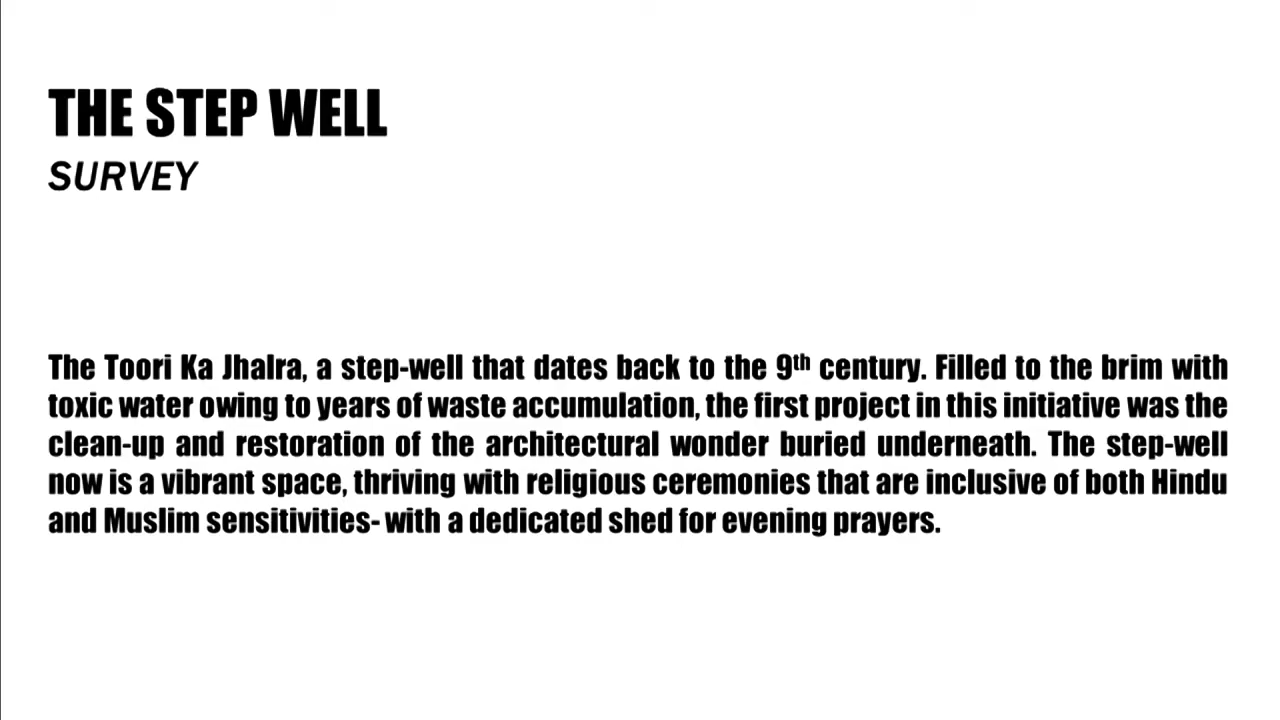 THE STEP WELL
SURVEY
The Toori Ka Jhalra, a step-well that dates back to the 9th century. Filled to the brim with
toxic water owing to years of waste accumulation, the first project in this initiative was the
clean-up and restoration of the architectural wonder buried underneath. The step-well
now is a vibrant space, thriving with religious ceremonies that are inclusive of both Hindu
and Muslim sensitivities- with a dedicated shed for evening prayers.